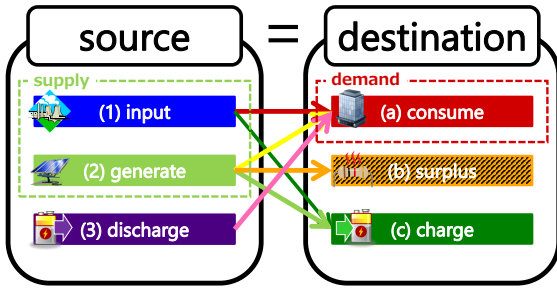 source = destination
supply
demand
(1) input
(a) consume
(2) generate
(b) surplus
(3) discharge
(c) charge